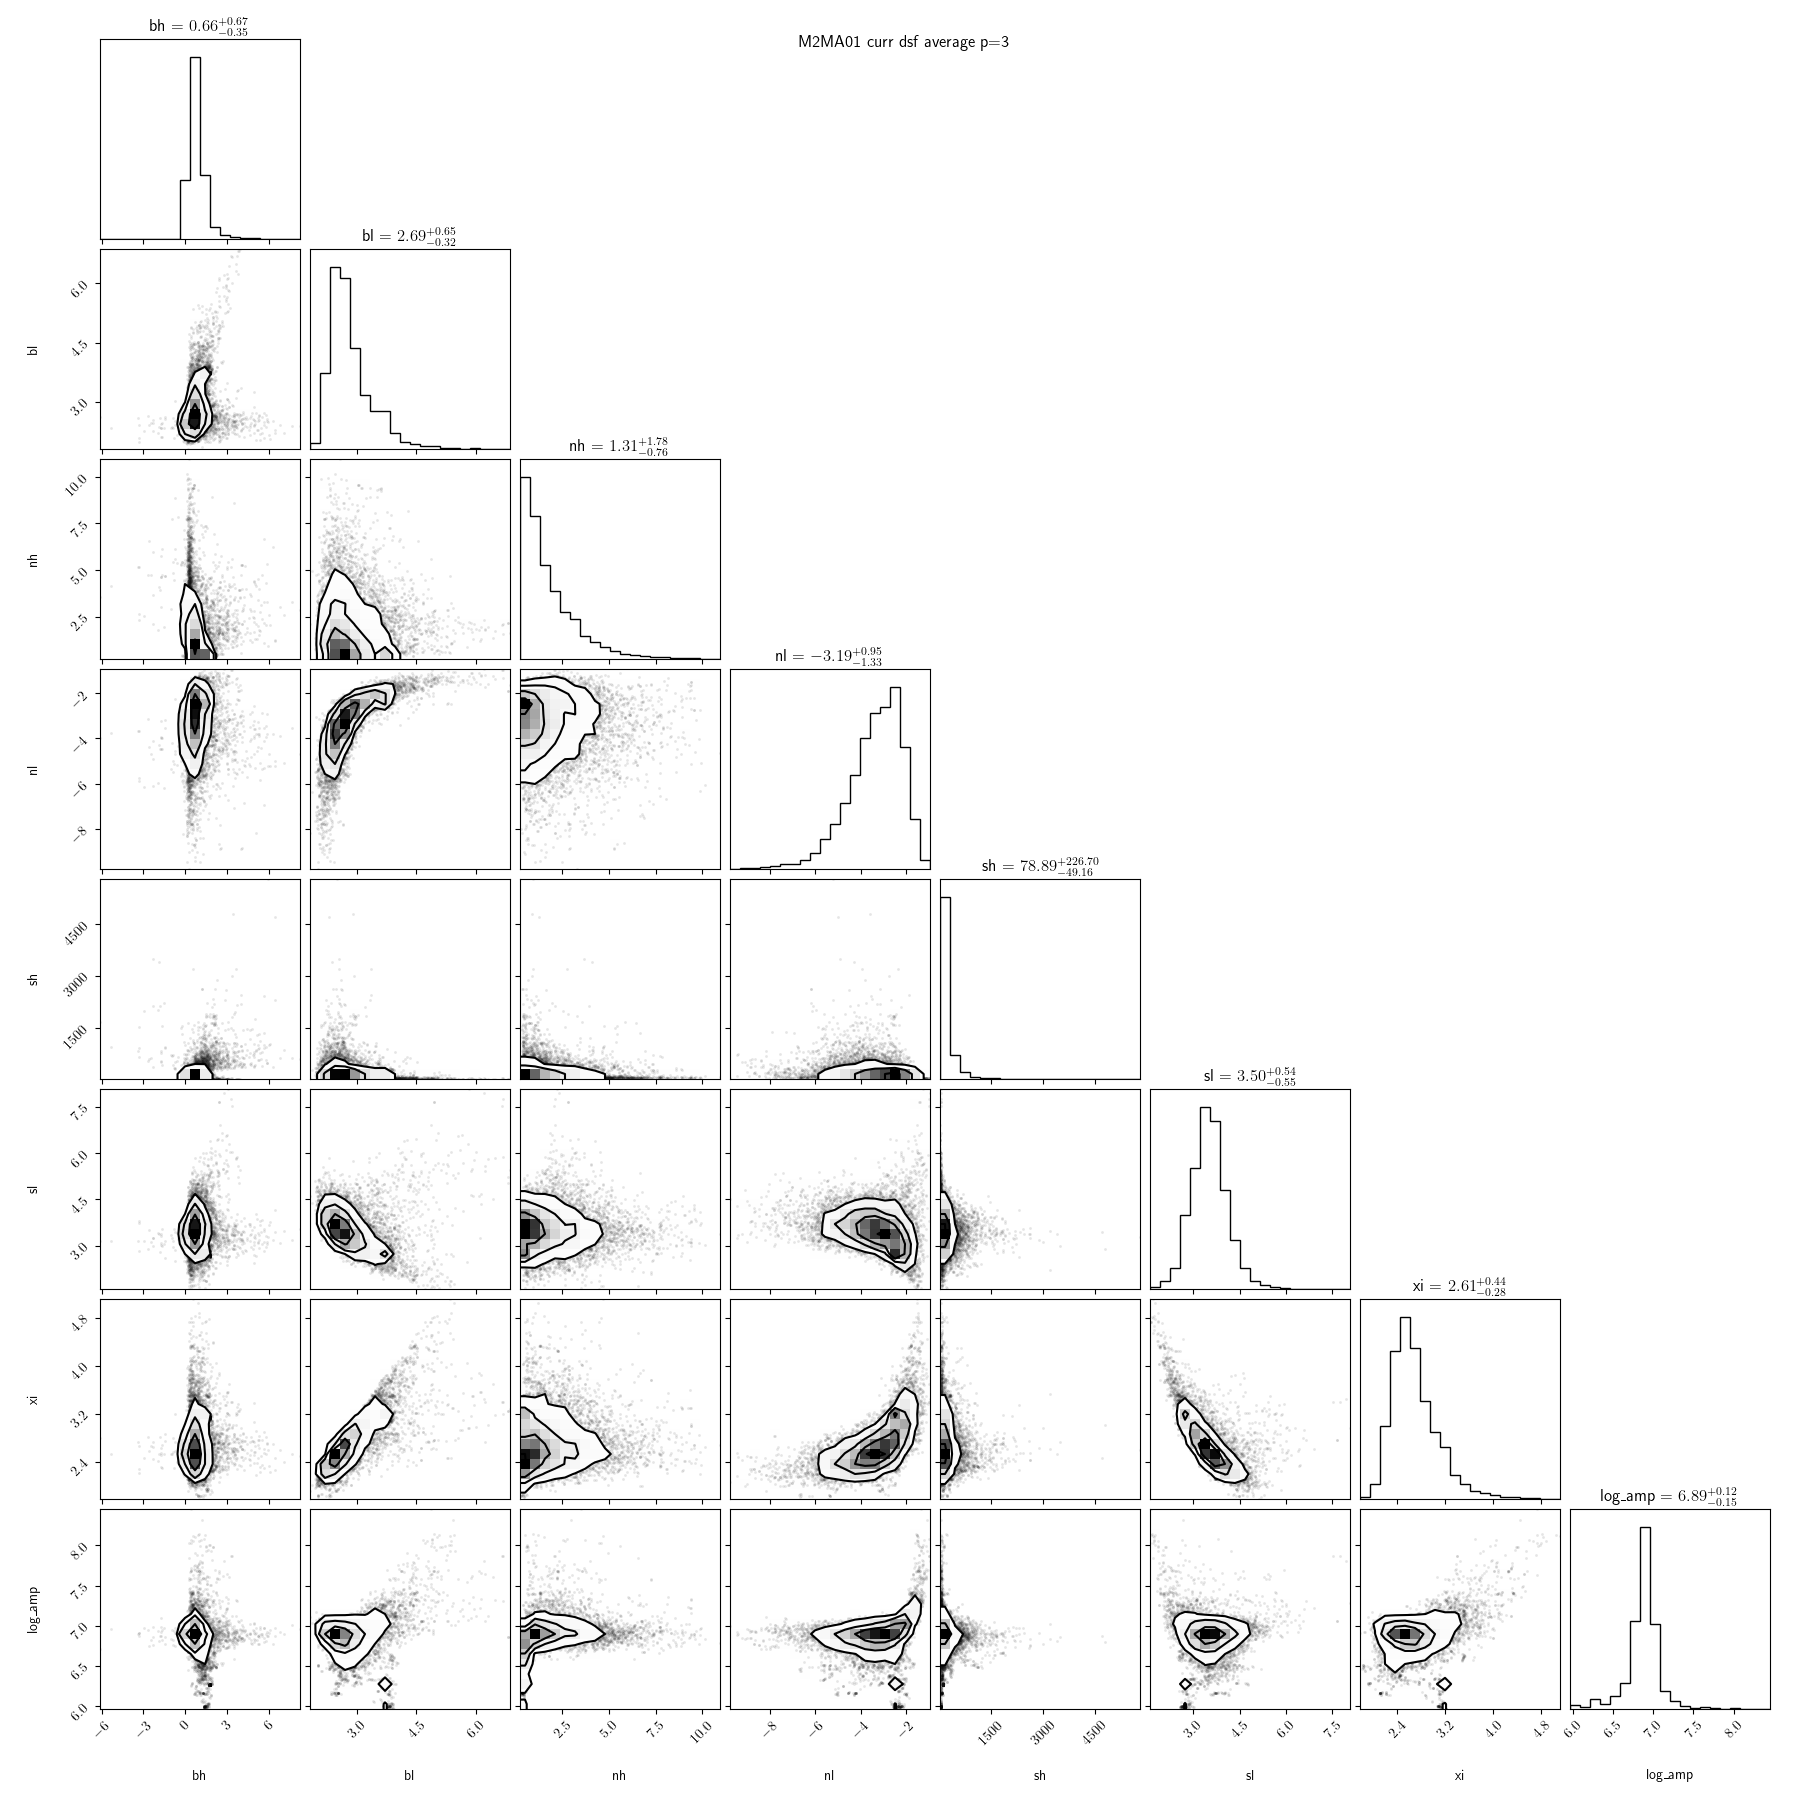 bh = 0.66^{+0.67}_{-0.35}
M2MA01 curr dsf average p=3
bl = 2.69^{+0.65}_{-0.32}
6.0
4.5
3.0
bl
nh = 1.31^{+1.78}_{-0.76}
10.0
7.5
5.0
2.5
nh
nl = −3.19^{+0.95}_{-1.33}
−2
−4
−6
−8
nl
sh = 78.89^{+226.70}_{-49.16}
4500
3000
1500
sh
sl = 3.50^{+0.54}_{-0.55}
7.5
6.0
4.5
3.0
sl
xi = 2.61^{+0.44}_{-0.28}
4.8
4.0
3.2
2.4
xi
log_amp = 6.89^{+0.12}_{-0.15}
8.0
7.5
7.0
6.5
6.0
log_amp
−6 −3 0 3 6
3.0 4.5 6.0
2.5 5.0 7.5 10.0
−8 −6 −4 −2
1500 3000 4500
3.0 4.5 6.0 7.5
2.4 3.2 4.0 4.8
6.0 6.5 7.0 7.5 8.0
bh bl nh nl sh sl xi log_amp